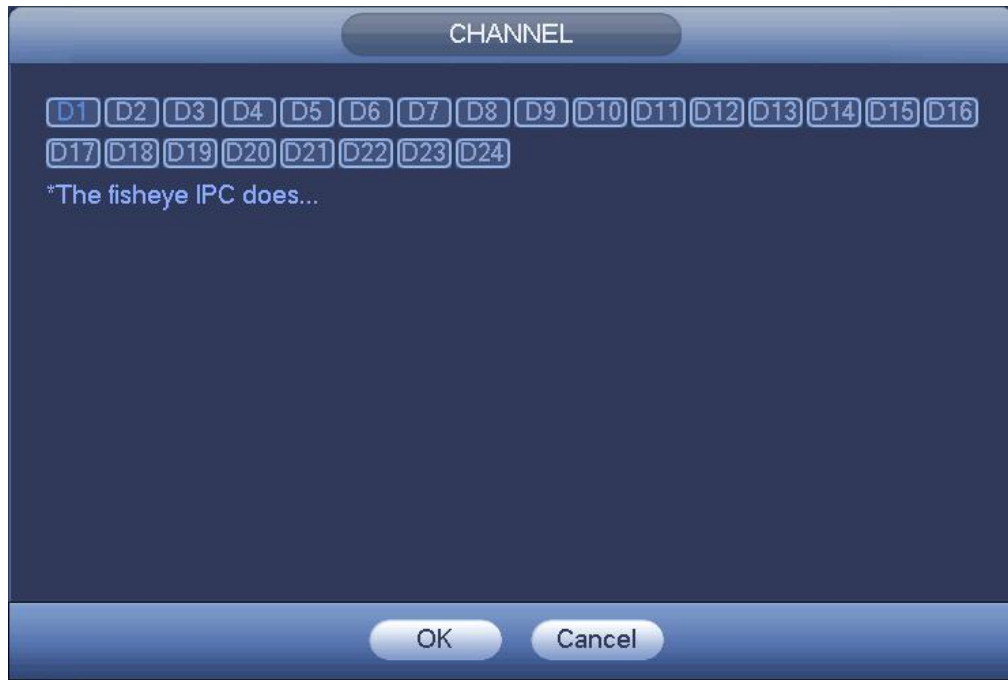 CHANNEL
D1 D2 D3 D4 D5 D6 D7 D8 D9 D10 D11 D12 D13 D14 D15 D16
D17 D18 D19 D20 D21 D22 D23 D24
*The fisheye IPC does...
OK Cancel